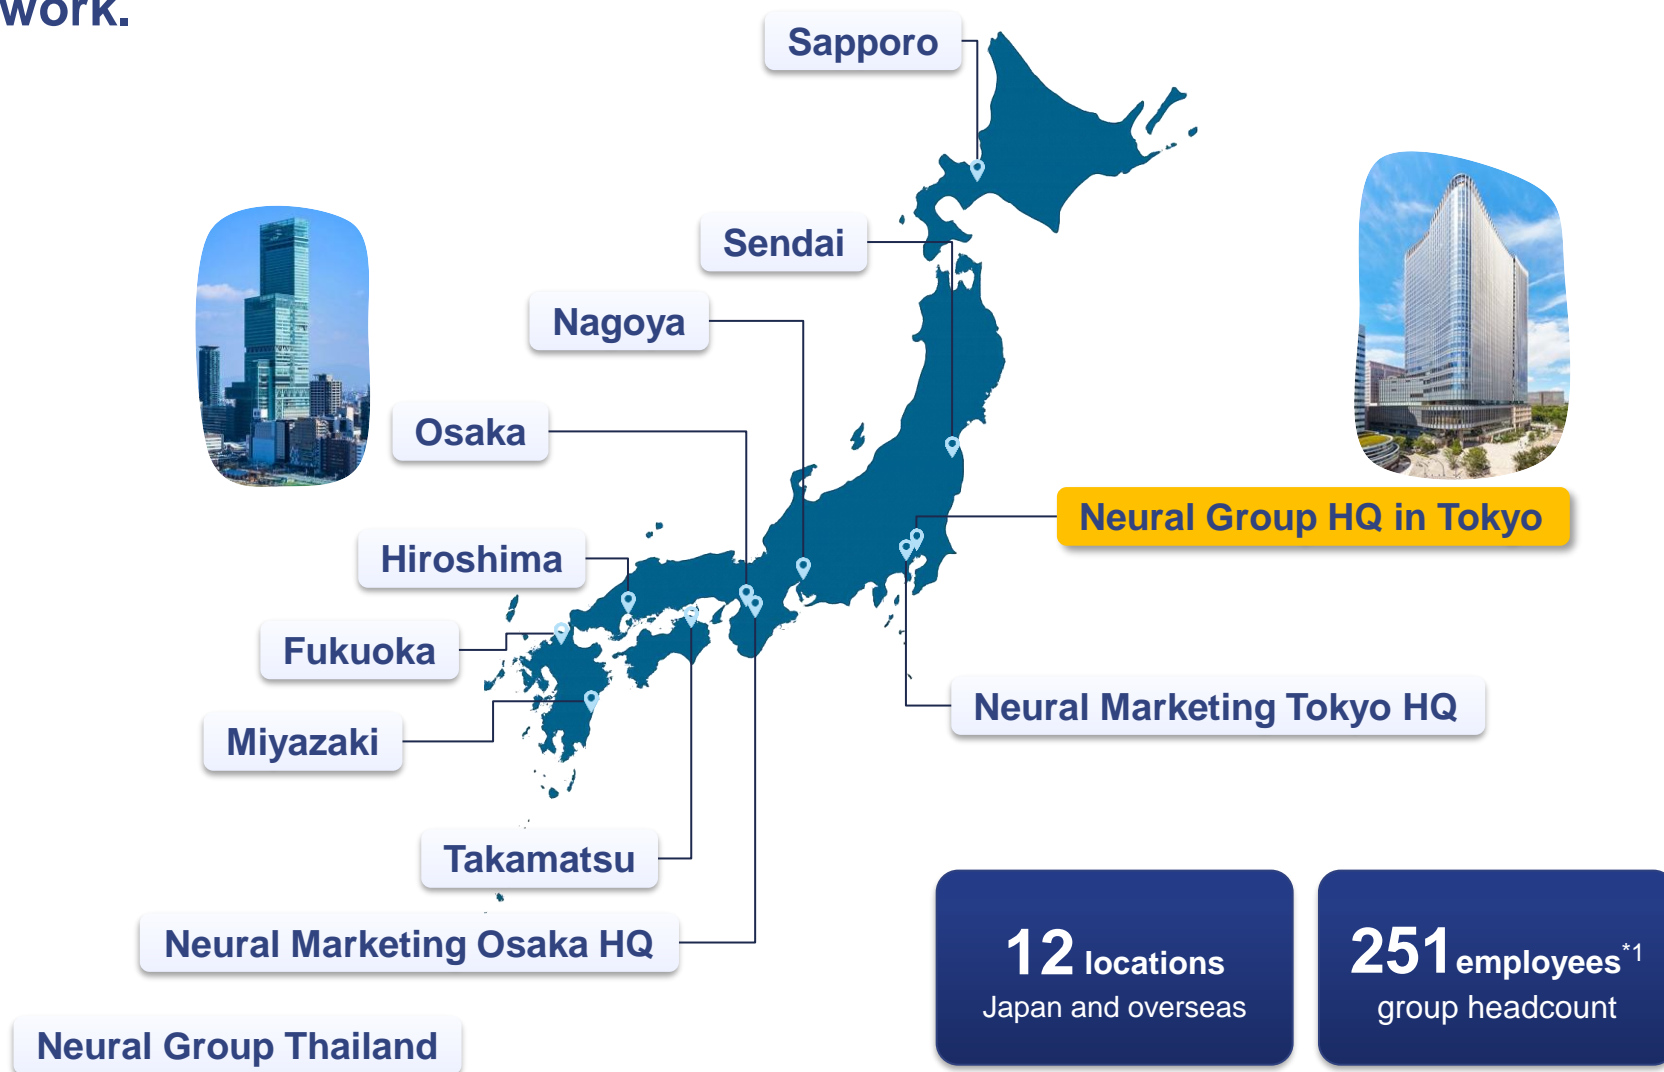 work.
Sapporo
Sendai
Nagoya
Osaka
Neural Group HQ in Tokyo
Hiroshima
Fukuoka
Neural Marketing Tokyo HQ
Miyazaki
Takamatsu
Neural Marketing Osaka HQ
12 locations
Japan and overseas
251 employees*1
group headcount
Neural Group Thailand